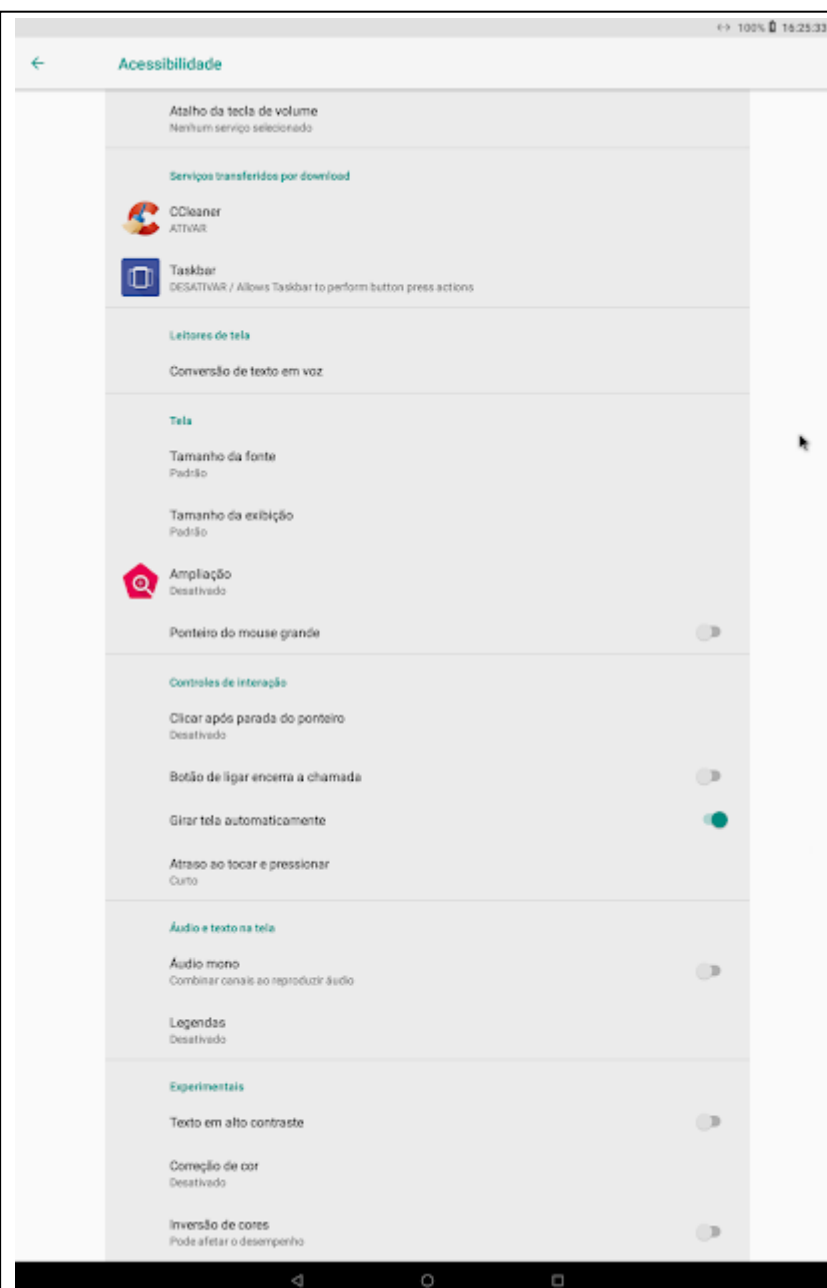 100% 16:25:33
Acessibilidade
Atalho da tecla de volume
Nenhum serviço selecionado
Serviços transferidos por download
CCleaner
ATIVAR
Taskbar
DESATIVAR / Allows Taskbar to perform button press actions
Leitores de tela
Conversão de texto em voz
Tela
Tamanho da fonte
Padrão
Tamanho da exibição
Padrão
Ampliação
Desativado
Ponteiro do mouse grande
Controles de interação
Clicar após parada do ponteiro
Desativado
Botão de ligar encerra a chamada
Girar tela automaticamente
Atraso ao tocar e pressionar
Curto
Áudio e texto na tela
Áudio mono
Combinar canais ao reproduzir áudio
Legendas
Desativado
Experimentais
Texto em alto contraste
Correção de cor
Desativado
Inversão de cores
Pode afetar o desempenho